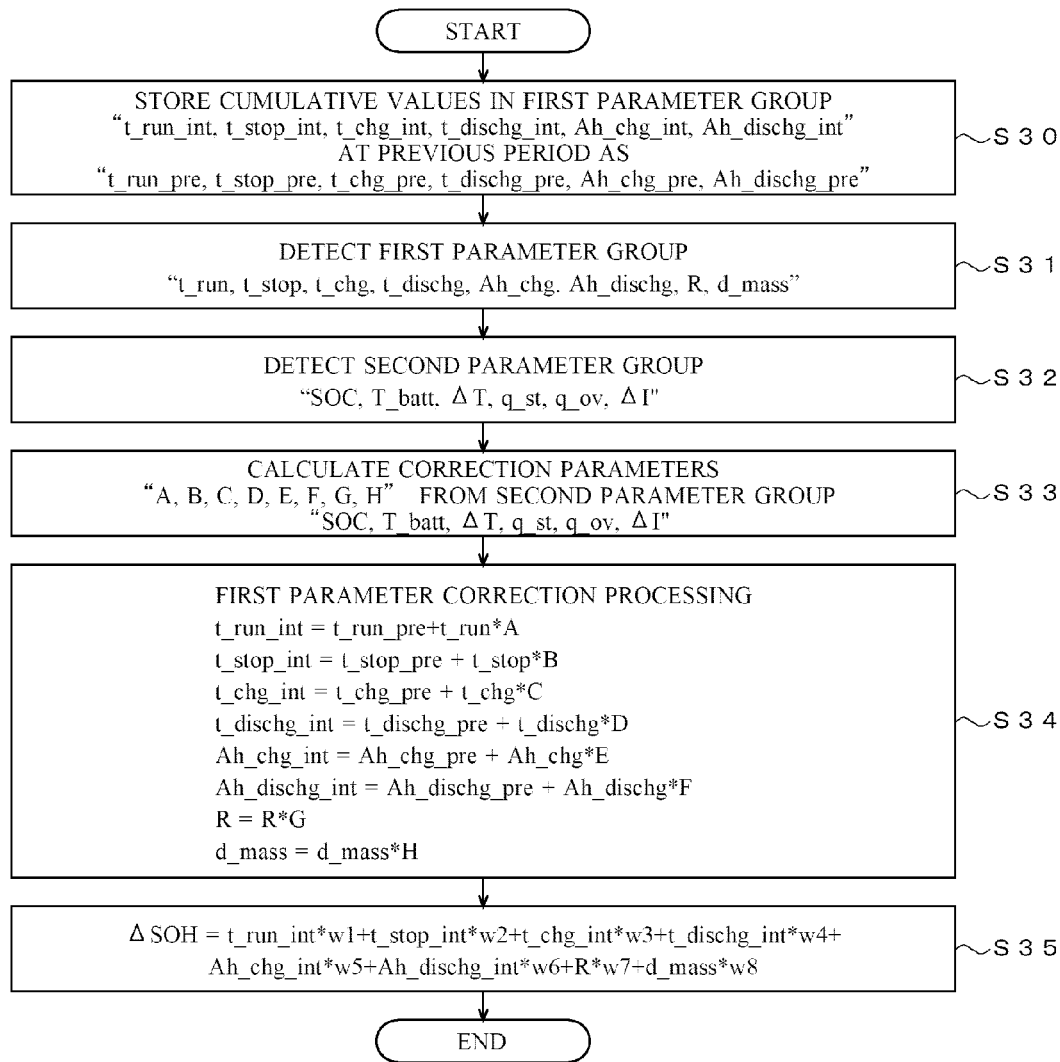 START
STORE CUMULATIVE VALUES IN FIRST PARAMETER GROUP
“t_run_int, t_stop_int, t_chg_int, t_dischg_int, Ah_chg_int, Ah_dischg_int”
AT PREVIOUS PERIOD AS
“t_run_pre, t_stop_pre, t_chg_pre, t_dischg_pre, Ah_chg_pre, Ah_dischg_pre”
S30
DETECT FIRST PARAMETER GROUP
“t_run, t_stop, t_chg, t_dischg, Ah_chg. Ah_dischg, R, d_mass”
S31
DETECT SECOND PARAMETER GROUP
“SOC, T_batt, ΔT, q_st, q_ov, ΔI"
S32
CALCULATE CORRECTION PARAMETERS
“A, B, C, D, E, F, G, H” FROM SECOND PARAMETER GROUP
“SOC, T_batt, ΔT, q_st, q_ov, ΔI"
S33
FIRST PARAMETER CORRECTION PROCESSING
t_run_int = t_run_pre+t_run*A
t_stop_int = t_stop_pre + t_stop*B
t_chg_int = t_chg_pre + t_chg*C
t_dischg_int = t_dischg_pre + t_dischg*D
Ah_chg_int = Ah_chg_pre + Ah_chg*E
Ah_dischg_int = Ah_dischg_pre + Ah_dischg*F
R = R*G
d_mass = d_mass*H
S34
ΔSOH = t_run_int*w1+t_stop_int*w2+t_chg_int*w3+t_dischg_int*w4+
Ah_chg_int*w5+Ah_dischg_int*w6+R*w7+d_mass*w8
S35
END